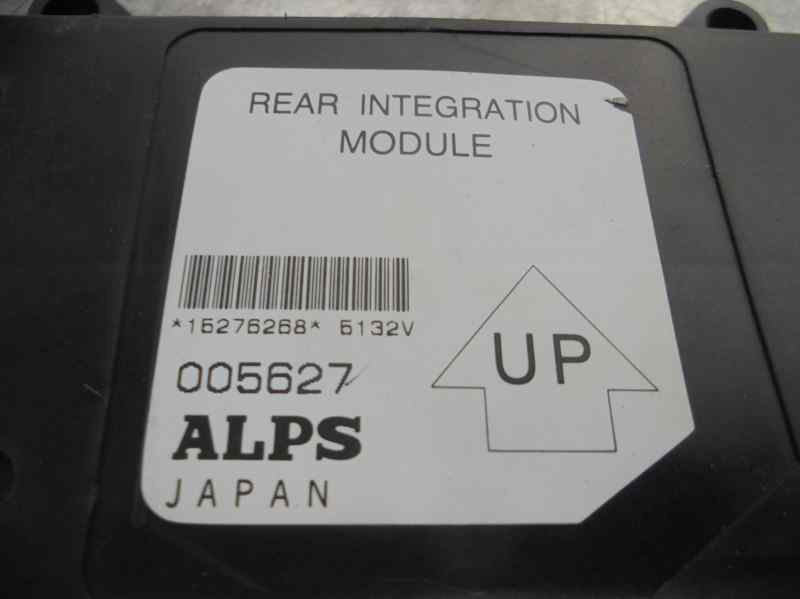 REAR INTEGRATION
MODULE
*15276268* 5132V
005627
ALPS
JAPAN
UP